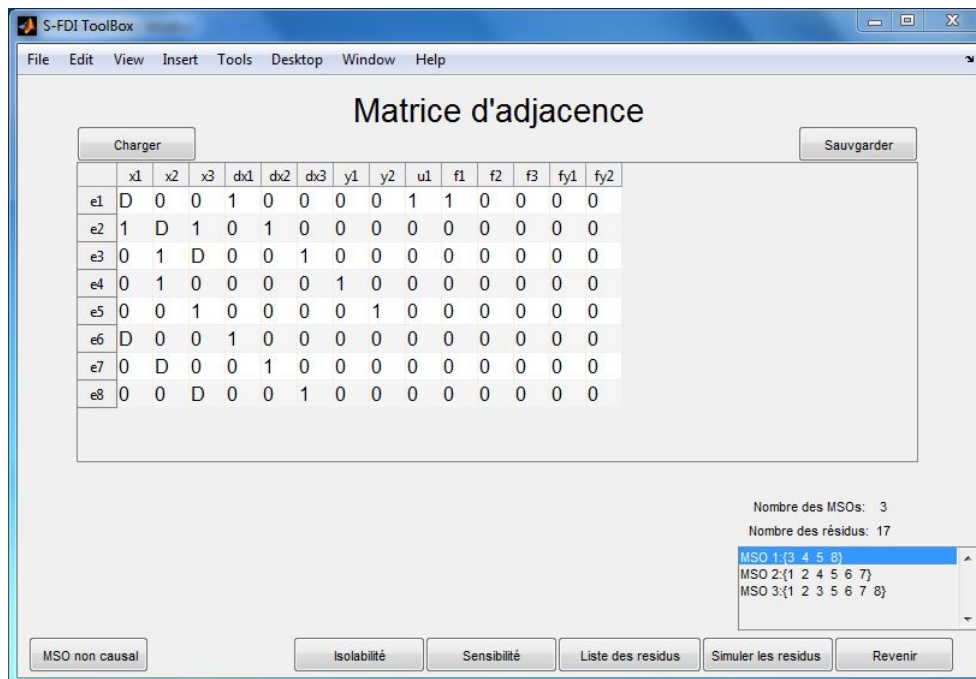 S-FDI ToolBox
File Edit View Insert Tools Desktop Window Help
Matrice d'adjacence
Charger
Sauvgarder
x1 x2 x3 dx1 dx2 dx3 y1 y2 u1 f1 f2 f3 fy1 fy2
e1 D 0 0 1 0 0 0 0 1 1 0 0 0 0
e2 1 D 1 0 1 0 0 0 0 0 0 0 0 0
e3 0 1 D 0 0 1 0 0 0 0 0 0 0 0
e4 0 1 0 0 0 0 1 0 0 0 0 0 0 0
e5 0 0 1 0 0 0 0 1 0 0 0 0 0 0
e6 D 0 0 1 0 0 0 0 0 0 0 0 0 0
e7 0 D 0 0 1 0 0 0 0 0 0 0 0 0
e8 0 0 D 0 0 1 0 0 0 0 0 0 0 0
Nombre des MSOs: 3
Nombre des résidus: 17
MSO 1:{3 4 5 8}
MSO 2:{1 2 4 5 6 7}
MSO 3:{1 2 3 5 6 7 8}
MSO non causal
Isolabilité
Sensibilité
Liste des residus
Simuler les residus
Revenir